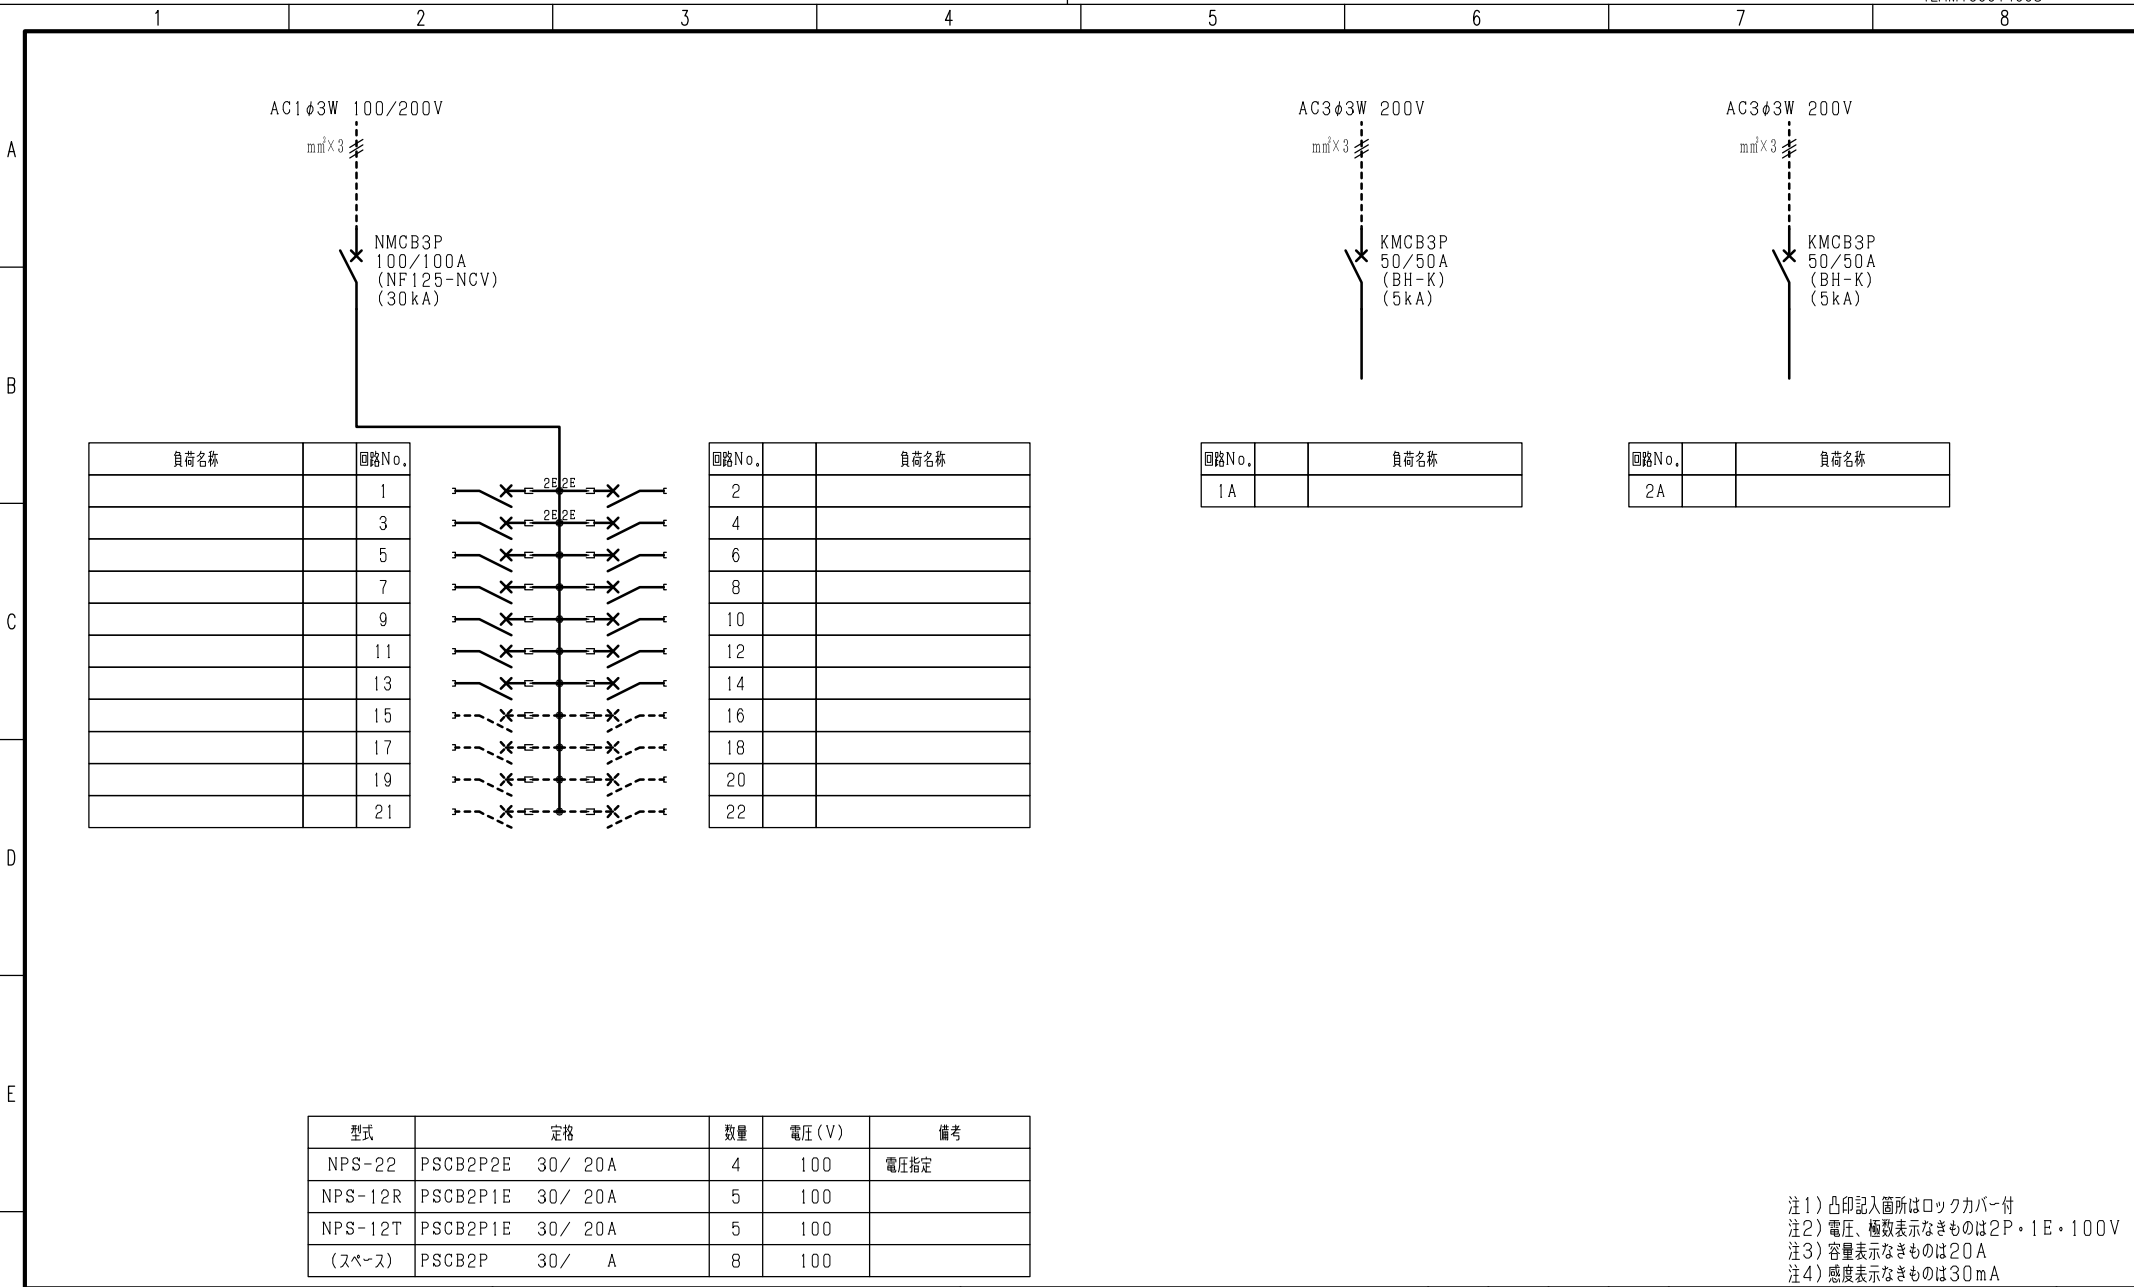 1 2 3 4 5 6 7 8
A
B
C
D
E
AC1φ3W 100/200V
mm²×3
NMCB3P
100/100A
(NF125-NCV)
(30kA)
AC3φ3W 200V
mm²×3
KMCB3P
50/50A
(BH-K)
(5kA)
AC3φ3W 200V
mm²×3
KMCB3P
50/50A
(BH-K)
(5kA)
負荷名称 回路No.
1
3
5
7
9
11
13
15
17
19
21
2E 2E
2E 2E
回路No. 負荷名称
2
4
6
8
10
12
14
16
18
20
22
回路No. 負荷名称
1A
回路No. 負荷名称
2A
型式 定格 数量 電圧(V) 備考
NPS-22 PSCB2P2E 30/ 20A 4 100 電圧指定
NPS-12R PSCB2P1E 30/ 20A 5 100
NPS-12T PSCB2P1E 30/ 20A 5 100
(スペース) PSCB2P 30/ A 8 100
注1)凸印記入箇所はロックカバー付
注2)電圧、極数表示なきものは2P・1E・100V
注3)容量表示なきものは20A
注4)感度表示なきものは30mA